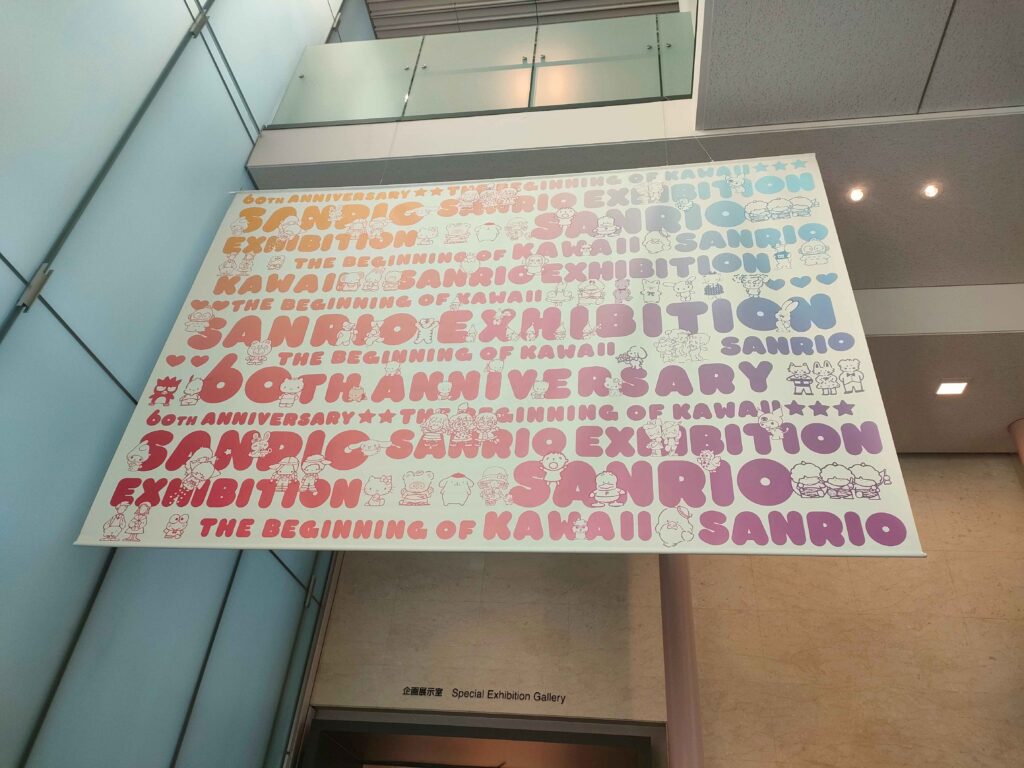 60TH ANNIVERSARY ★★ THE BEGINNING OF KAWAII ★★★
SANRIO SANRIO EXHIBITION
EXHIBITION SANRIO
THE BEGINNING OF KAWAII SANRIO
KAWAII SANRIO EXHIBITION
♥♥ THE BEGINNING OF KAWAII ♥♥♥
SANRIO EXHIBITION
♥♥ THE BEGINNING OF KAWAII SANRIO
60TH ANNIVERSARY
60TH ANNIVERSARY ★★ THE BEGINNING OF KAWAII ★★★
SANRIO SANRIO EXHIBITION
EXHIBITION SANRIO
THE BEGINNING OF KAWAII SANRIO
企画展示室 Special Exhibition Gallery